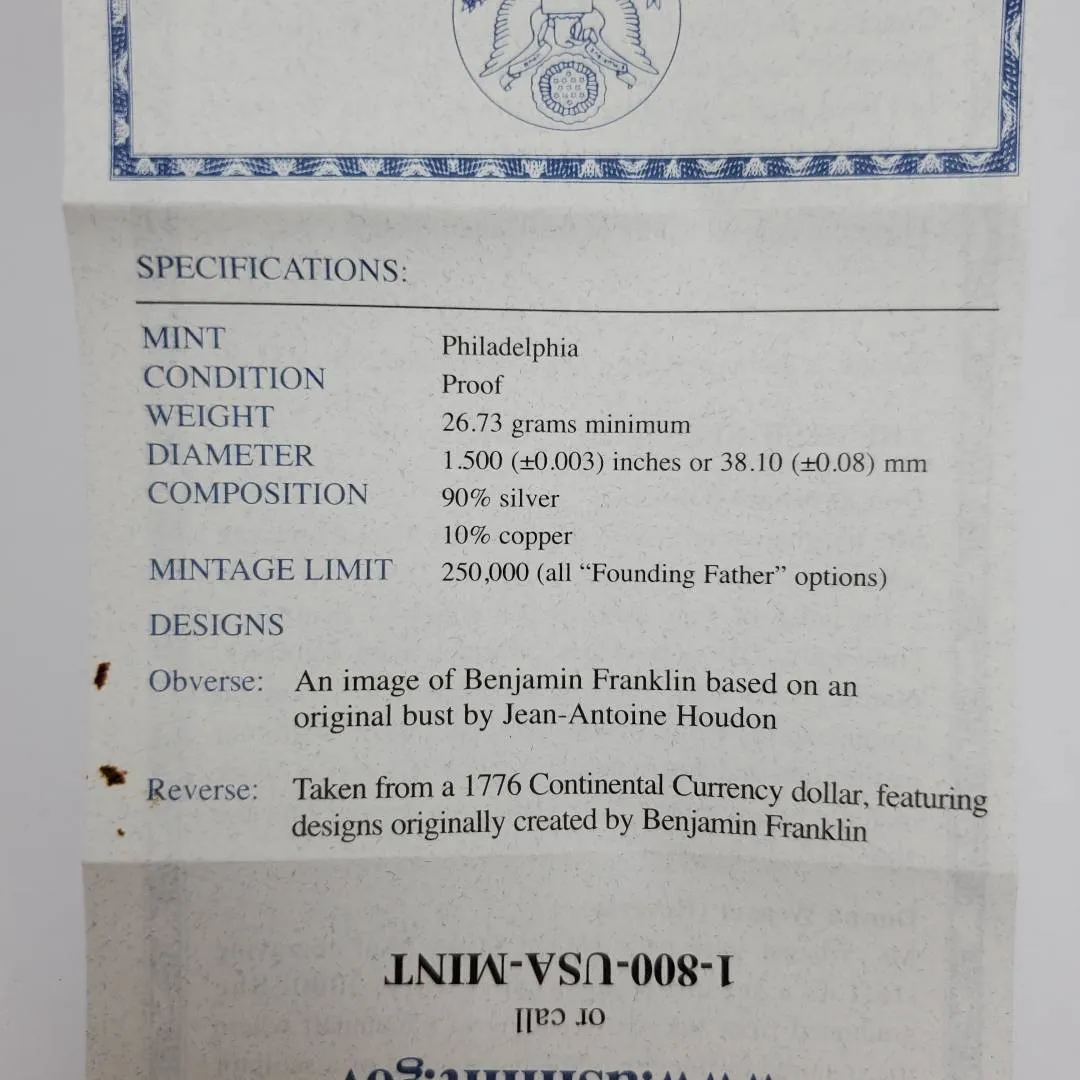 SPECIFICATIONS:
MINT Philadelphia
CONDITION Proof
WEIGHT 26.73 grams minimum
DIAMETER 1.500 (±0.003) inches or 38.10 (±0.08) mm
COMPOSITION 90% silver
10% copper
MINTAGE LIMIT 250,000 (all “Founding Father” options)
DESIGNS
Obverse: An image of Benjamin Franklin based on an
original bust by Jean-Antoine Houdon
Reverse: Taken from a 1776 Continental Currency dollar, featuring
designs originally created by Benjamin Franklin
www.usmint.gov
or call
1-800-USA-MINT